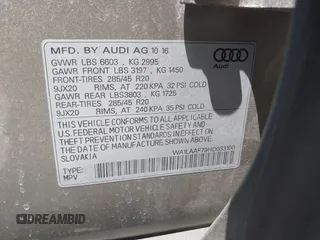 MFD. BY AUDI AG 10 16
GVWR LBS 6603 , KG 2995
GAWR FRONT LBS 3197 , KG 1450
FRONT-TIRES 285/45 R20
9JX20 RIMS, AT 220 KPA 32 PSI COLD
GAWR REAR LBS3803 , KG 1725
REAR-TIRES 285/45 R20
9JX20 RIMS, AT 240 KPA 35 PSI COLD
THIS VEHICLE CONFORMS TO ALL APPLICABLE
U.S. FEDERAL MOTOR VEHICLE SAFETY AND
THEFT PREVENTION STANDARDS IN EFFECT ON
THE DATE OF MANUFACTURE SHOWN ABOVE.
SLOVAKIA
TYPE:
MPV
Audi
DREAMBID